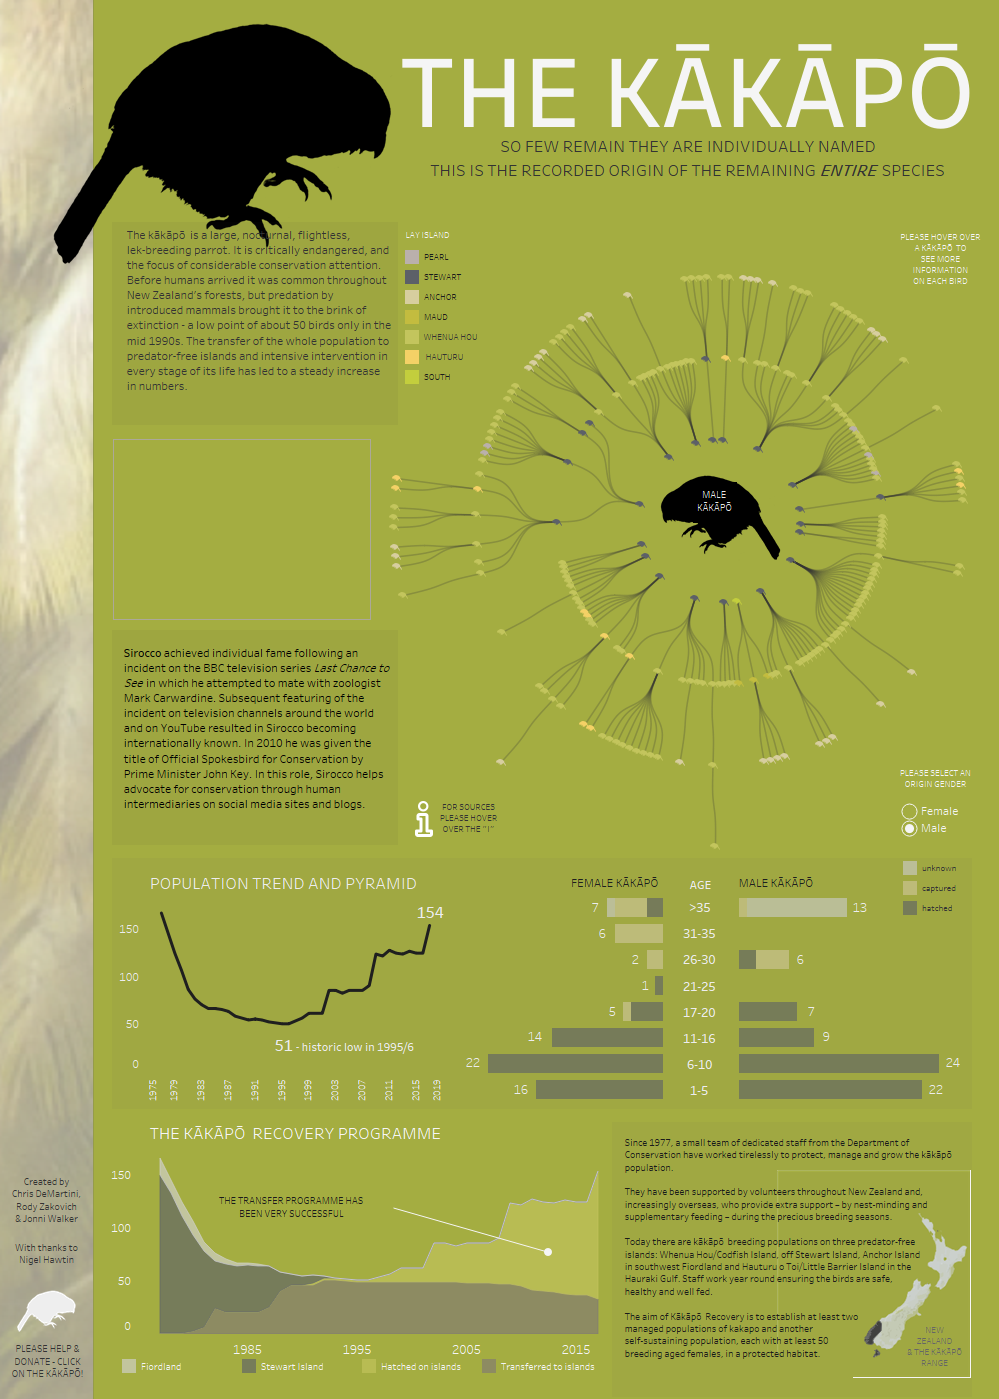 THE KĀKĀPŌ
SO FEW REMAIN THEY ARE INDIVIDUALLY NAMED
THIS IS THE RECORDED ORIGIN OF THE REMAINING ENTIRE SPECIES
The kākāpō is a large, nocturnal, flightless,
lek-breeding parrot. It is critically endangered, and
the focus of considerable conservation attention.
Before humans arrived it was common throughout
New Zealand's forests, but predation by
introduced mammals brought it to the brink of
extinction - a low point of about 50 birds only in the
mid 1990s. The transfer of the whole population to
predator-free islands and intensive intervention in
every stage of its life has led to a steady increase
in numbers.
LAY ISLAND
PEARL
STEWART
ANCHOR
MAUD
WHENUA HOU
HAUTURU
SOUTH
PLEASE HOVER OVER
A KĀKĀPŌ TO
SEE MORE
INFORMATION
ON EACH BIRD
MALE
KĀKĀPŌ
Sirocco achieved individual fame following an
incident on the BBC television series Last Chance to
See in which he attempted to mate with zoologist
Mark Carwardine. Subsequent featuring of the
incident on television channels around the world
and on YouTube resulted in Sirocco becoming
internationally known. In 2010 he was given the
title of Official Spokesbird for Conservation by
Prime Minister John Key. In this role, Sirocco helps
advocate for conservation through human
intermediaries on social media sites and blogs.
FOR SOURCES
PLEASE HOVER
OVER THE "I"
PLEASE SELECT AN
ORIGIN GENDER
Female
Male
POPULATION TREND AND PYRAMID
154
150
100
50
0
51 - historic low in 1995/6
1975 1979 1983 1987 1991 1995 1999 2003 2007 2011 2015 2019
FEMALE KĀKĀPŌ AGE MALE KĀKĀPŌ
unknown
captured
hatched
7 >35 13
6 31-35
2 26-30 6
1 21-25
5 17-20 7
14 11-16 9
22 6-10 24
16 1-5 22
THE KĀKĀPŌ RECOVERY PROGRAMME
150
100
50
0
THE TRANSFER PROGRAMME HAS
BEEN VERY SUCCESSFUL
1985 1995 2005 2015
Fiordland Stewart Island Hatched on islands Transferred to islands
Since 1977, a small team of dedicated staff from the Department of
Conservation have worked tirelessly to protect, manage and grow the kākāpō
population.
They have been supported by volunteers throughout New Zealand and,
increasingly overseas, who provide extra support – by nest-minding and
supplementary feeding – during the precious breeding seasons.
Today there are kākāpō breeding populations on three predator-free
islands: Whenua Hou/Codfish Island, off Stewart Island, Anchor Island
in southwest Fiordland and Hauturu o Toi/Little Barrier Island in the
Hauraki Gulf. Staff work year round ensuring the birds are safe,
healthy and well fed.
The aim of Kākāpō Recovery is to establish at least two
managed populations of kakapo and another
self-sustaining population, each with at least 50
breeding aged females, in a protected habitat.
NEW
ZEALAND
& THE KĀKĀPŌ
RANGE
Created by
Chris DeMartini,
Rody Zakovich
& Jonni Walker
With thanks to
Nigel Hawtin
PLEASE HELP &
DONATE - CLICK
ON THE KĀKĀPŌ!